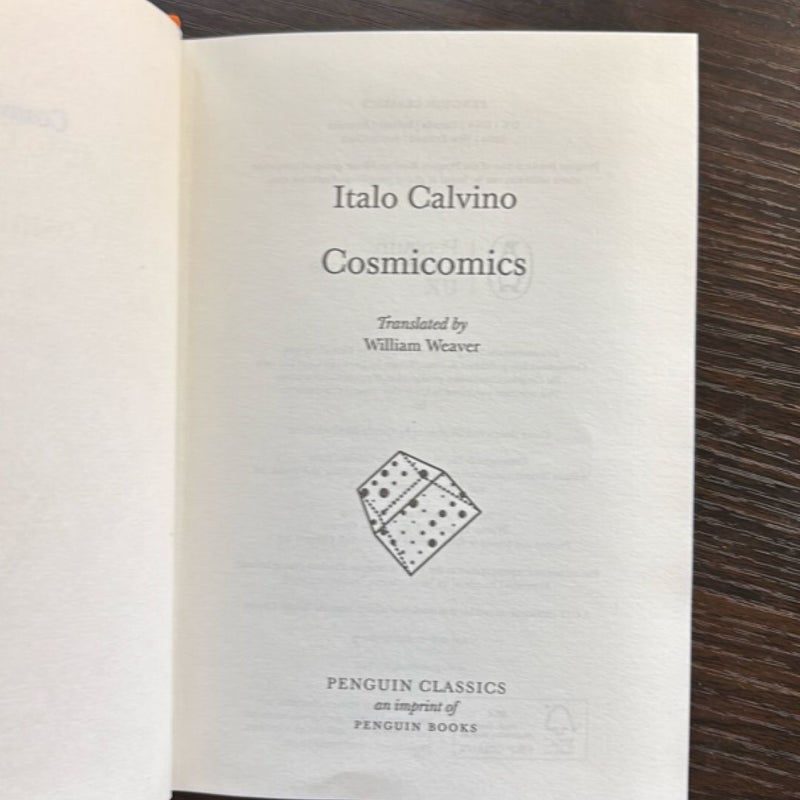 Italo Calvino
Cosmicomics
Translated by
William Weaver
PENGUIN CLASSICS
an imprint of
PENGUIN BOOKS